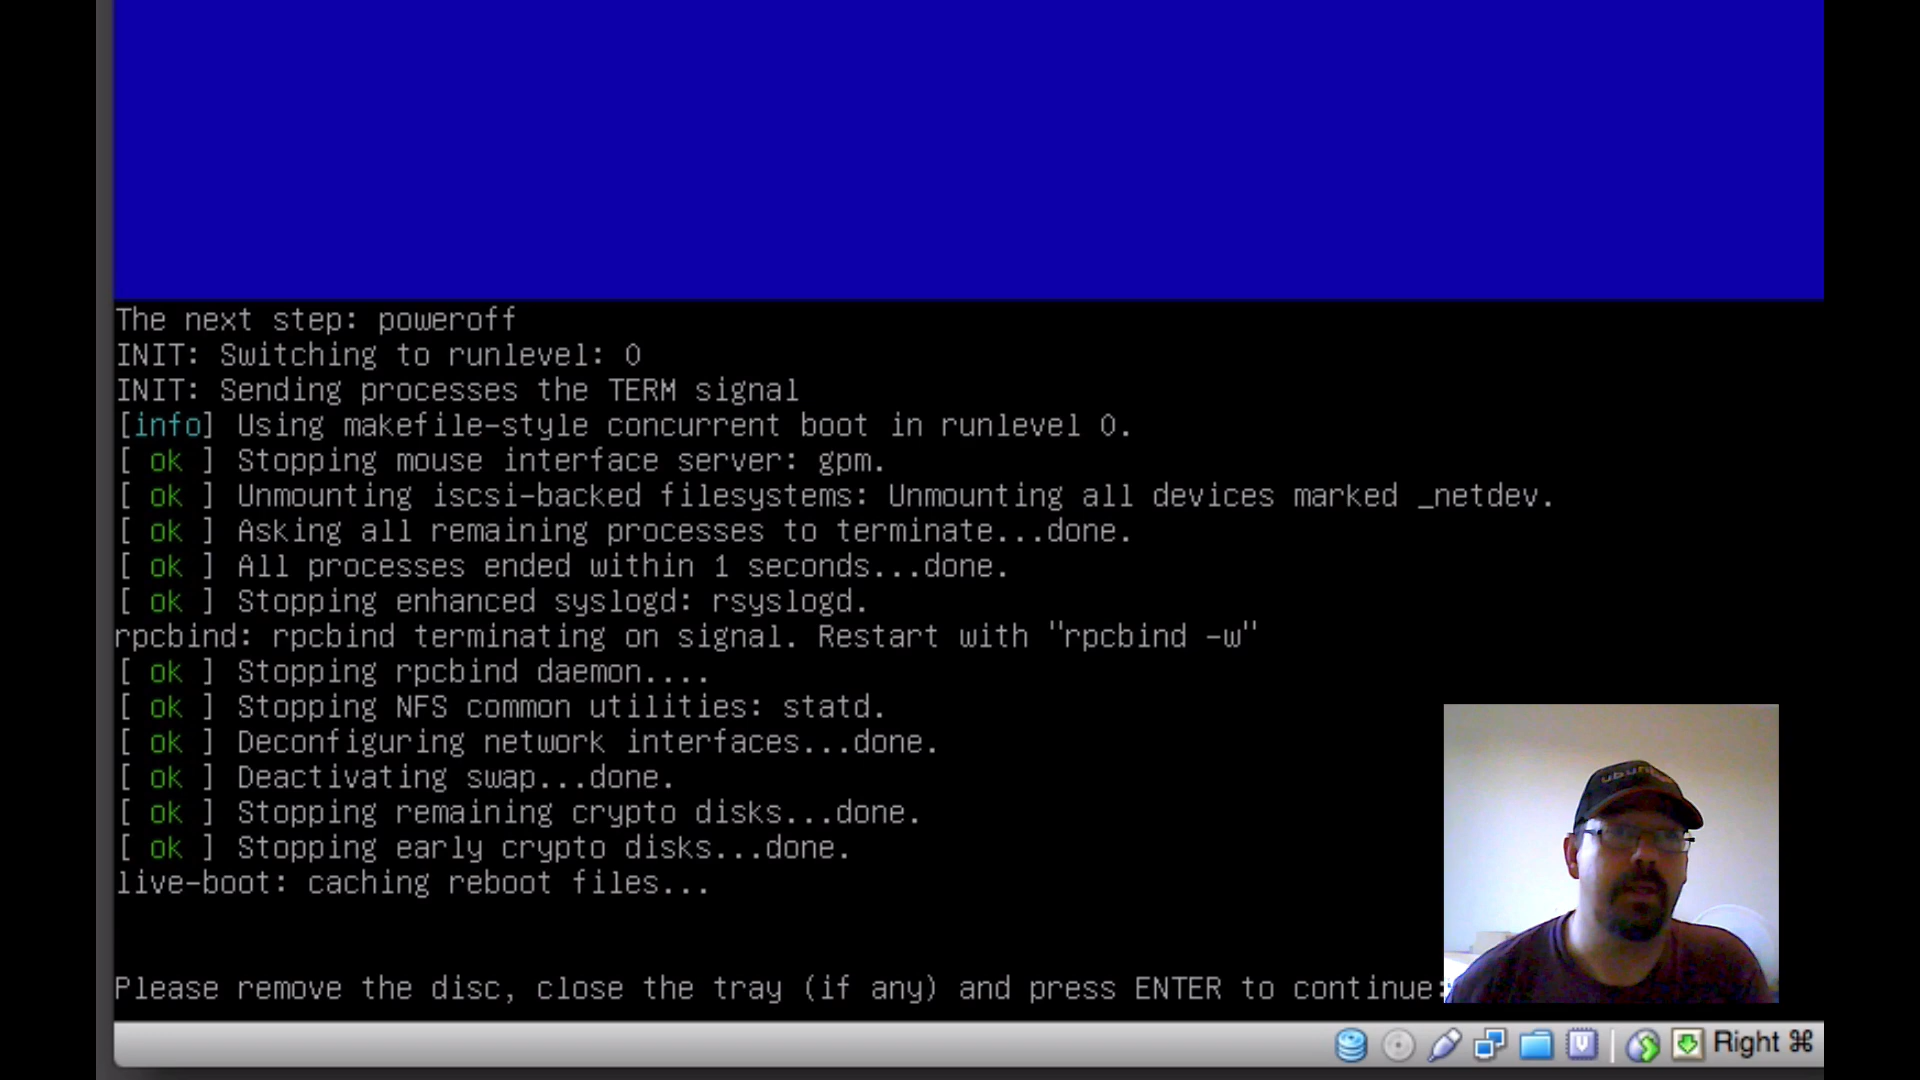 The next step: poweroff
INIT: Switching to runlevel: 0
INIT: Sending processes the TERM signal
[info] Using makefile-style concurrent boot in runlevel 0.
[ ok ] Stopping mouse interface server: gpm.
[ ok ] Unmounting iscsi-backed filesystems: Unmounting all devices marked _netdev.
[ ok ] Asking all remaining processes to terminate...done.
[ ok ] All processes ended within 1 seconds...done.
[ ok ] Stopping enhanced syslogd: rsyslogd.
rpcbind: rpcbind terminating on signal. Restart with "rpcbind -w"
[ ok ] Stopping rpcbind daemon....
[ ok ] Stopping NFS common utilities: statd.
[ ok ] Deconfiguring network interfaces...done.
[ ok ] Deactivating swap...done.
[ ok ] Stopping remaining crypto disks...done.
[ ok ] Stopping early crypto disks...done.
live-boot: caching reboot files...
Please remove the disc, close the tray (if any) and press ENTER to continue:
Right ⌘